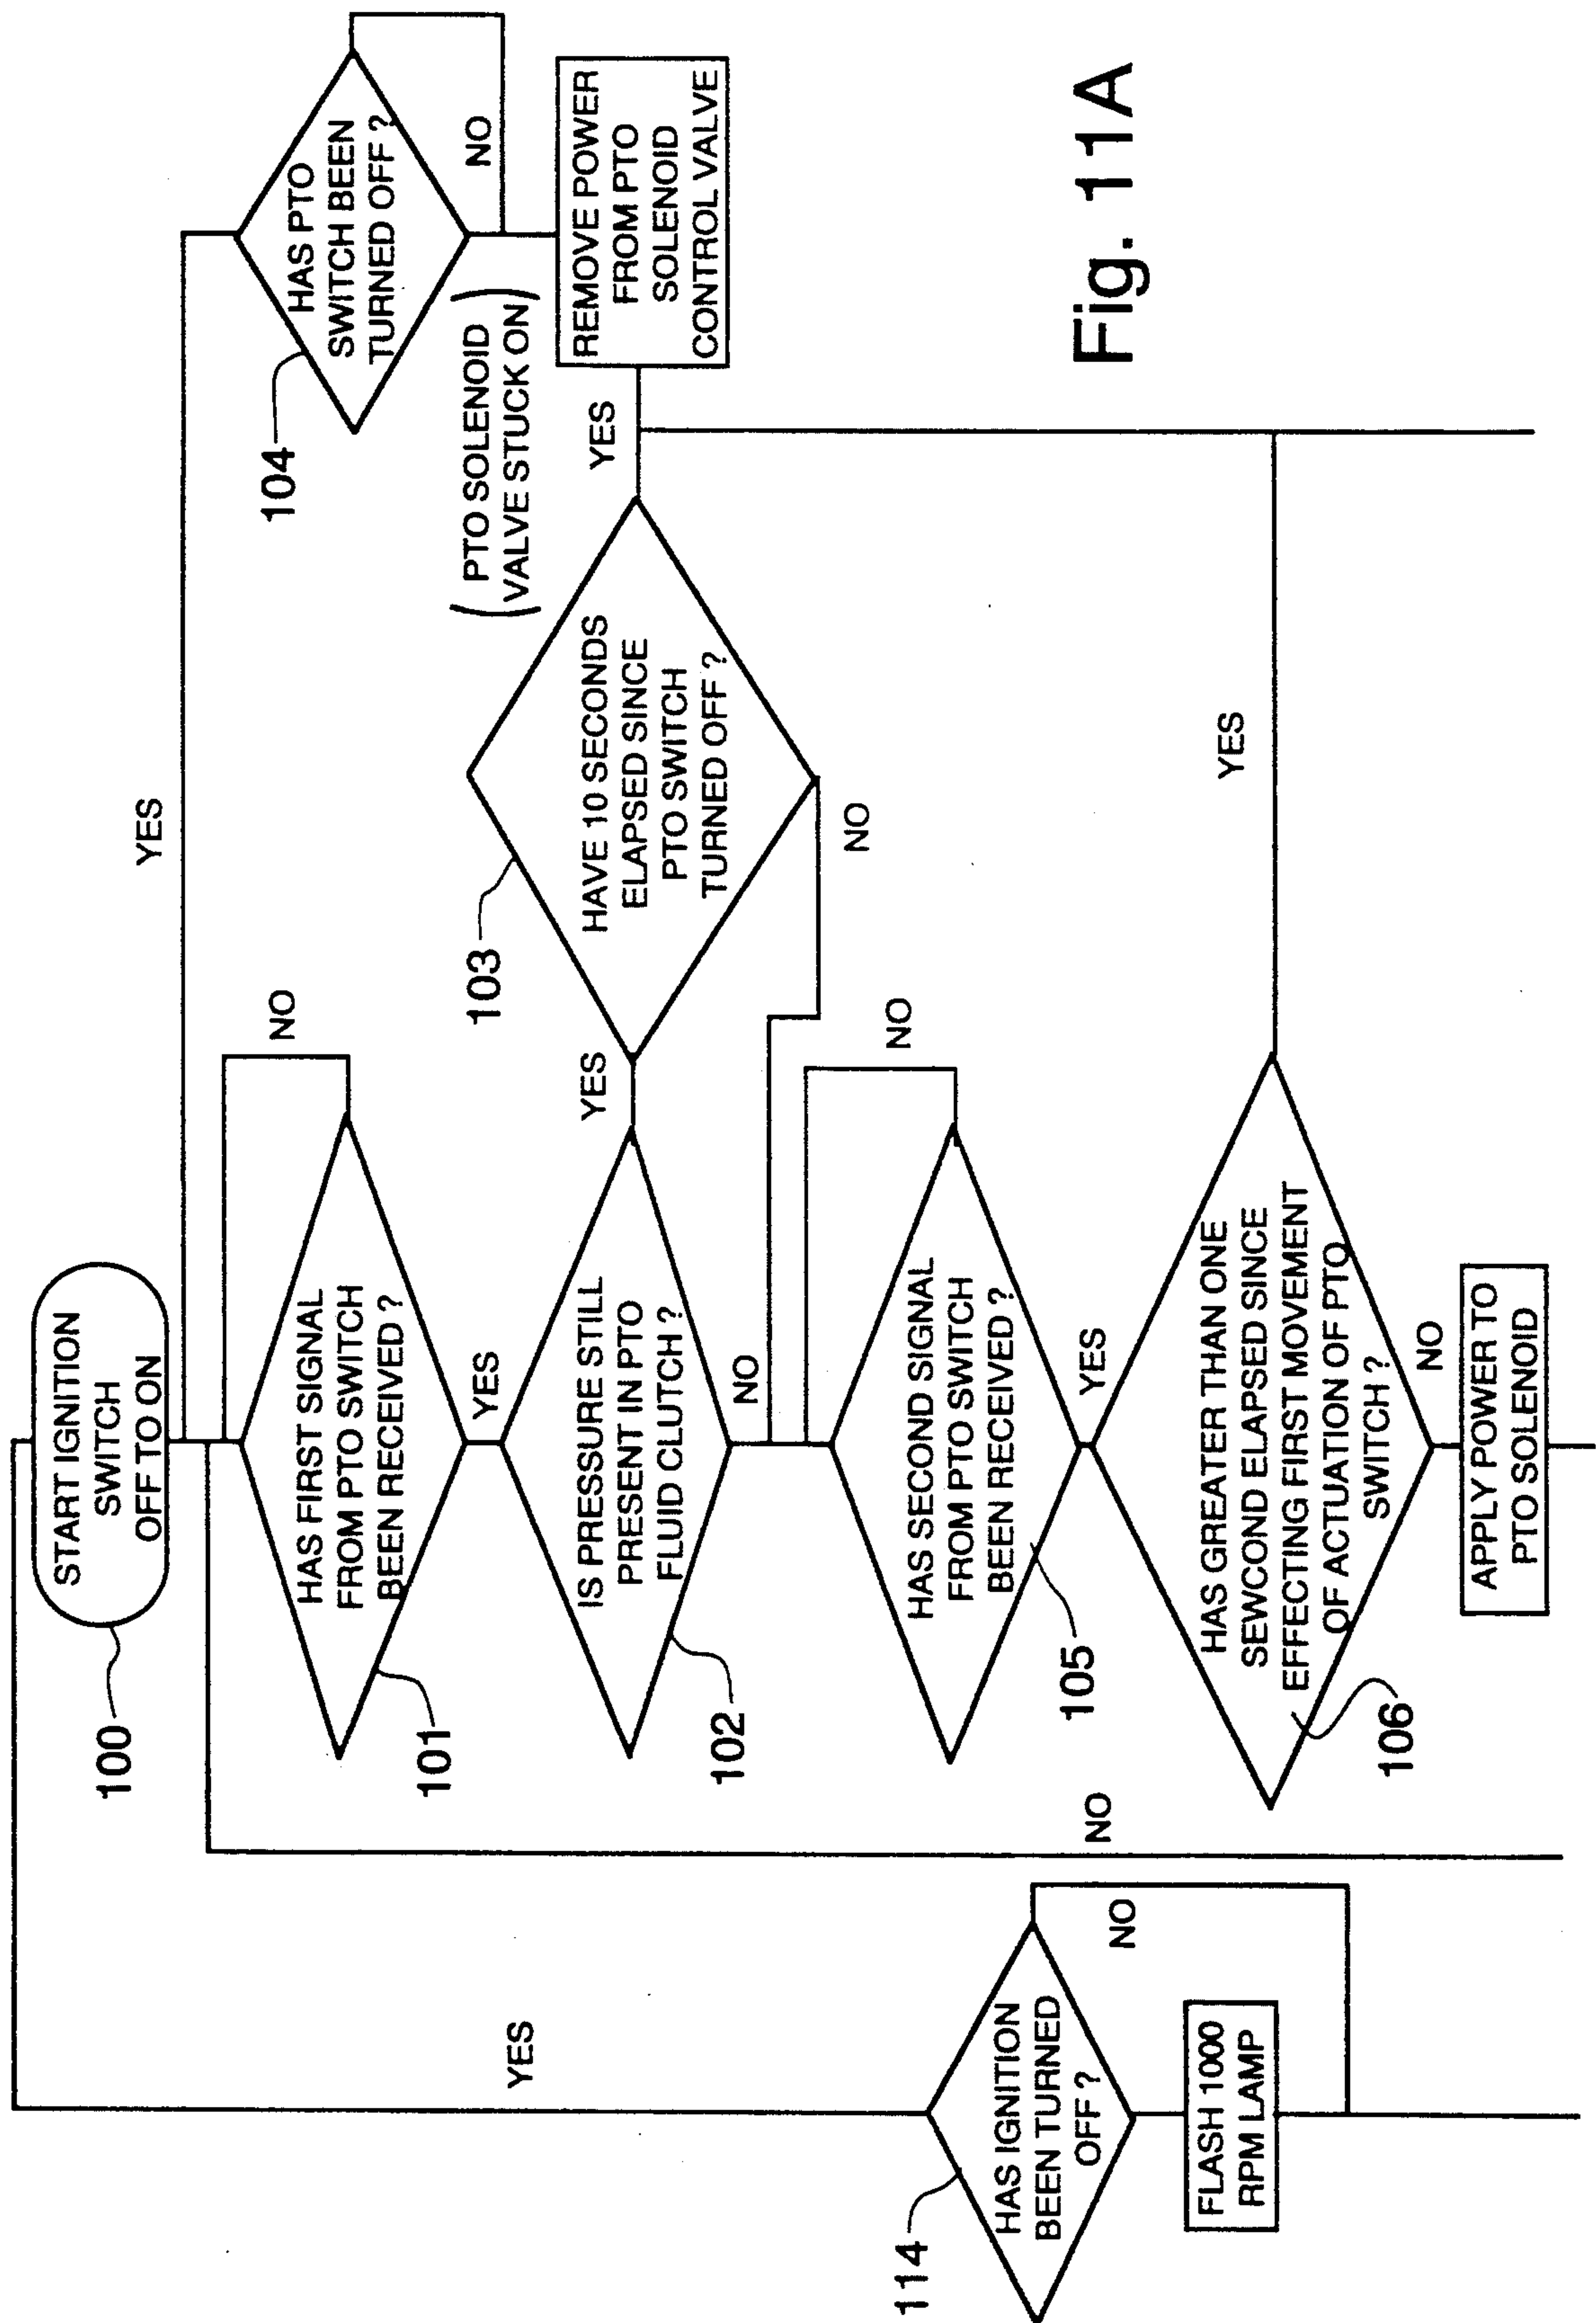 START IGNITION
SWITCH
OFF TO ON
100
YES
HAS FIRST SIGNAL
FROM PTO SWITCH
BEEN RECEIVED ?
101
NO
YES
IS PRESSURE STILL
PRESENT IN PTO
FLUID CLUTCH ?
102
YES
NO
HAVE 10 SECONDS
ELAPSED SINCE
PTO SWITCH
TURNED OFF ?
103
NO
YES
(PTO SOLENOID
VALVE STUCK ON)
HAS PTO
SWITCH BEEN
TURNED OFF ?
104
NO
REMOVE POWER
FROM PTO
SOLENOID
CONTROL VALVE
HAS SECOND SIGNAL
FROM PTO SWITCH
BEEN RECEIVED ?
105
NO
YES
HAS GREATER THAN ONE
SEWCOND ELAPSED SINCE
EFFECTING FIRST MOVEMENT
OF ACTUATION OF PTO
SWITCH ?
106
YES
NO
APPLY POWER TO
PTO SOLENOID
NO
YES
HAS IGNITION
BEEN TURNED
OFF ?
114
NO
FLASH 1000
RPM LAMP
Fig. 11A